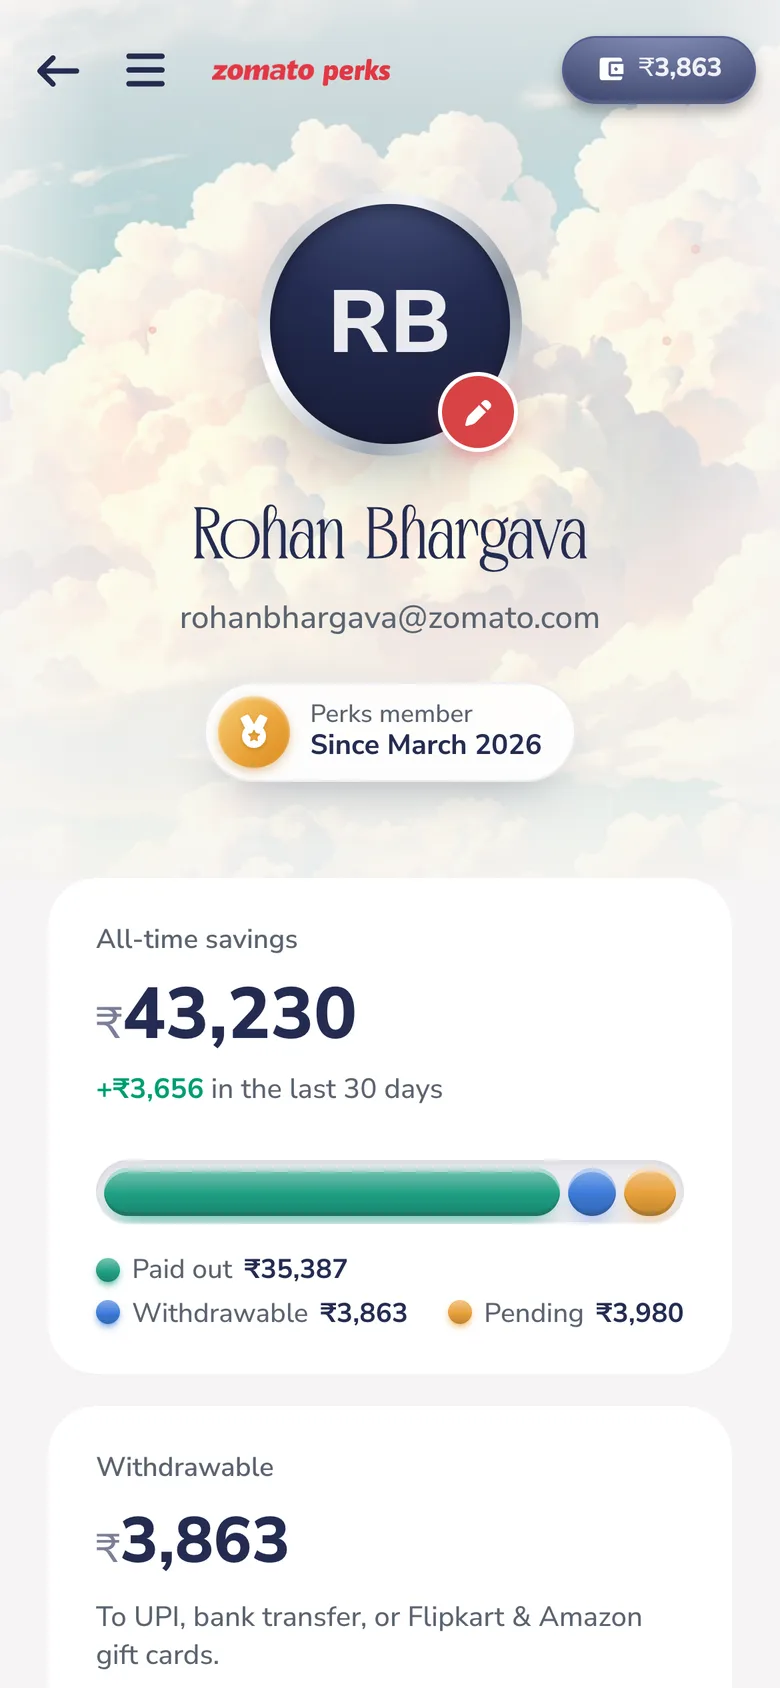 zomato perks
₹3,863
RB
Rohan Bhargava
rohanbhargava@zomato.com
Perks member
Since March 2026
All-time savings
₹43,230
+₹3,656 in the last 30 days
Paid out ₹35,387
Withdrawable ₹3,863 Pending ₹3,980
Withdrawable
₹3,863
To UPI, bank transfer, or Flipkart & Amazon
gift cards.